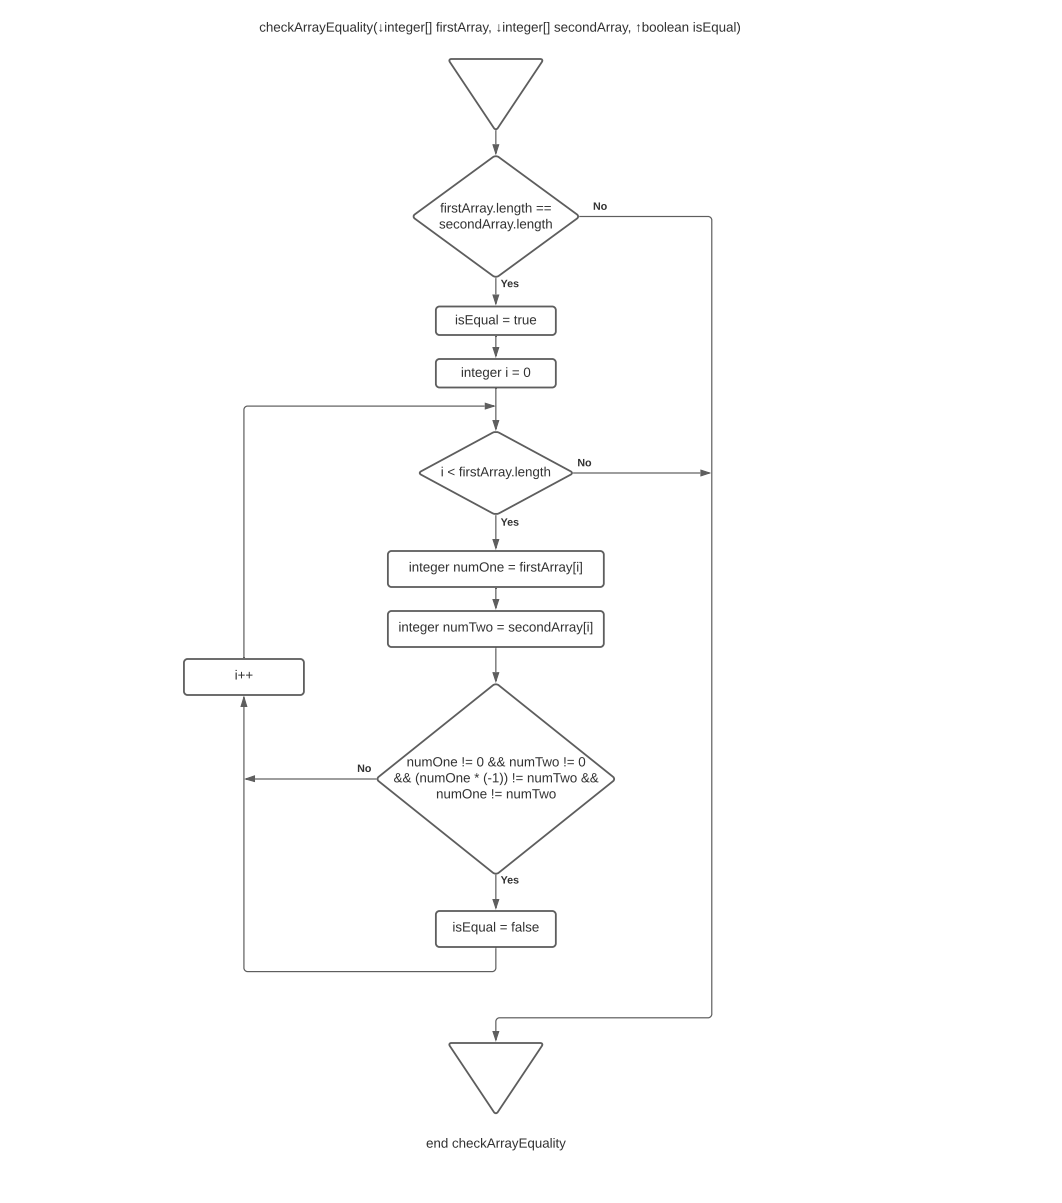 checkArrayEquality(↓integer[] firstArray, ↓integer[] secondArray, ↑boolean isEqual)
firstArray.length ==
secondArray.length
No
Yes
isEqual = true
integer i = 0
i < firstArray.length
No
Yes
integer numOne = firstArray[i]
integer numTwo = secondArray[i]
i++
numOne != 0 && numTwo != 0
&& (numOne * (-1)) != numTwo &&
numOne != numTwo
No
Yes
isEqual = false
end checkArrayEquality